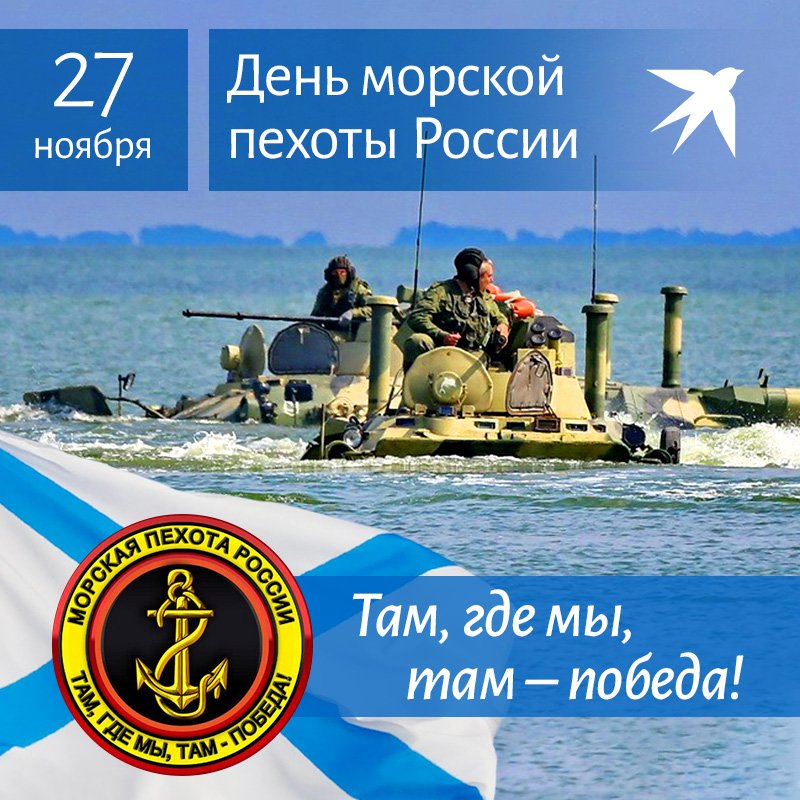 27
ноября
День морской
пехоты России
МОРСКАЯ ПЕХОТА РОССИИ
ТАМ, ГДЕ МЫ, ТАМ - ПОБЕДА!
Там, где мы,
там – победа!